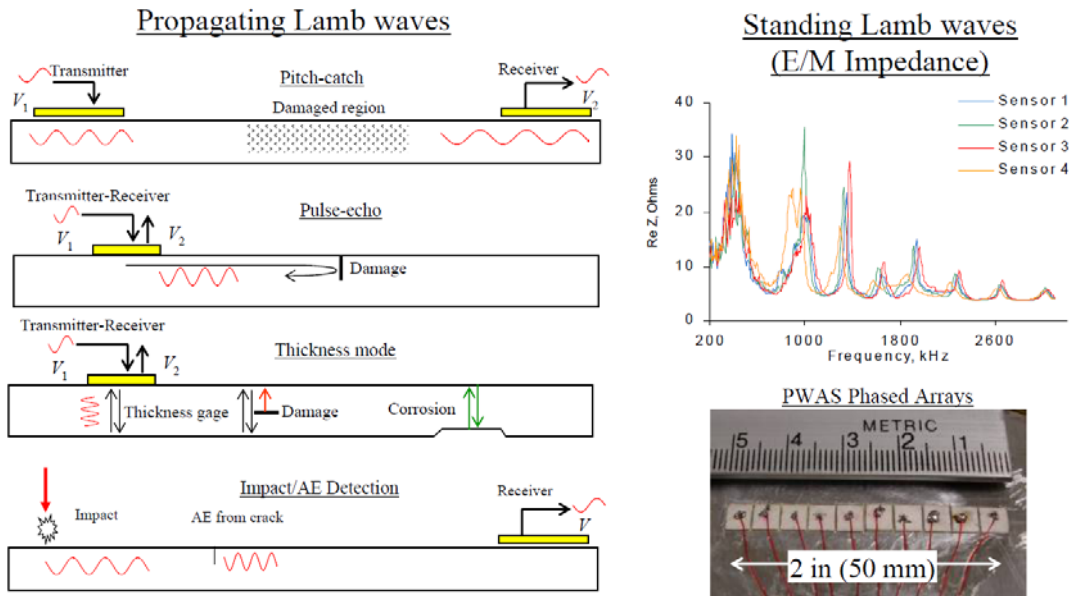 Propagating Lamb waves
Pitch-catch
Transmitter
V1
Damaged region
Receiver
V2
Pulse-echo
Transmitter-Receiver
V1
V2
Damage
Transmitter-Receiver
V1
V2
Thickness mode
Thickness gage
Damage
Corrosion
Impact/AE Detection
Impact
AE from crack
Receiver
V
Standing Lamb waves
(E/M Impedance)
40
30
20
10
0
Re Z, Ohms
200
1000
1800
2600
Frequency, kHz
Sensor 1
Sensor 2
Sensor 3
Sensor 4
PWAS Phased Arrays
METRIC
5 4 3 2 1
2 in (50 mm)